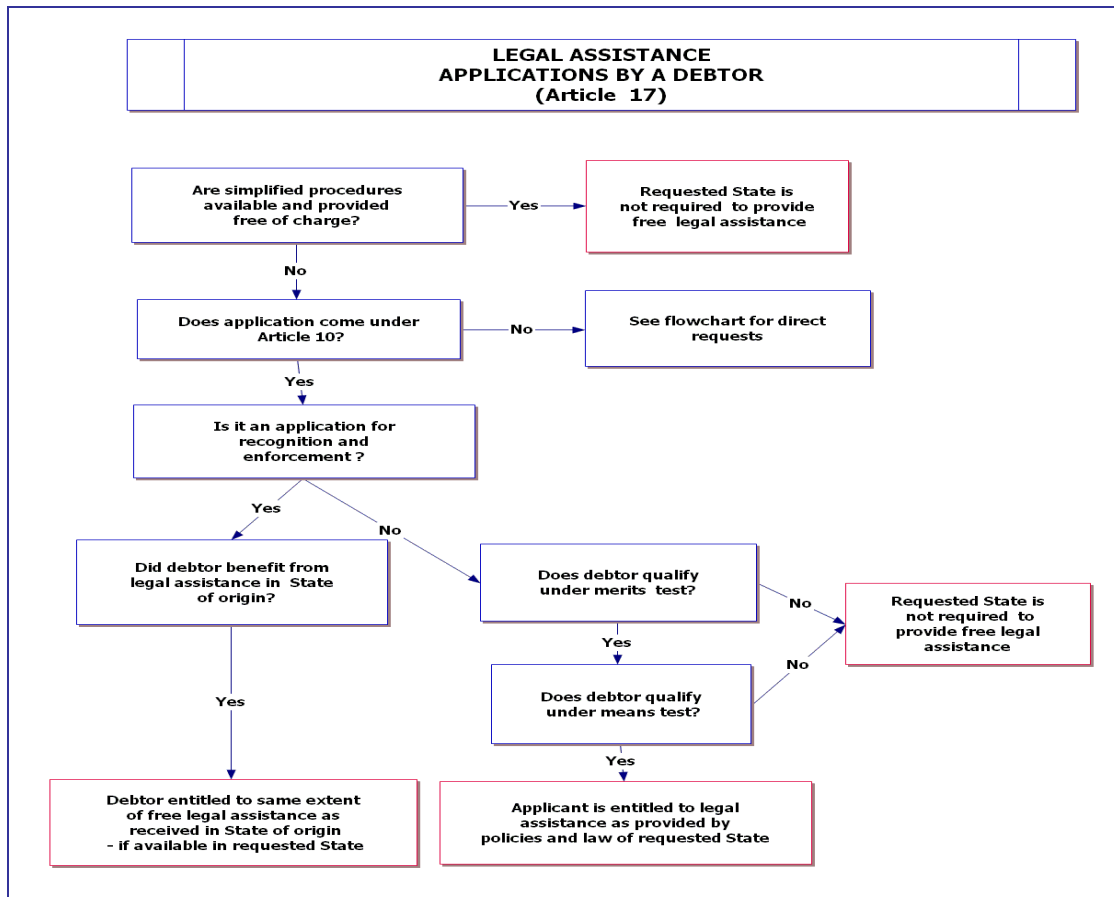 LEGAL ASSISTANCE
APPLICATIONS BY A DEBTOR
(Article 17)
Are simplified procedures
available and provided
free of charge?
Yes
Requested State is
not required to provide
free legal assistance
No
Does application come under
Article 10?
No
See flowchart for direct
requests
Yes
Is it an application for
recognition and
enforcement ?
Yes
No
Did debtor benefit from
legal assistance in State
of origin?
Does debtor qualify
under merits test?
No
Requested State is
not required to
provide free legal
assistance
Yes
No
Does debtor qualify
under means test?
Yes
Yes
Debtor entitled to same extent
of free legal assistance as
received in State of origin
- if available in requested State
Applicant is entitled to legal
assistance as provided by
policies and law of requested State